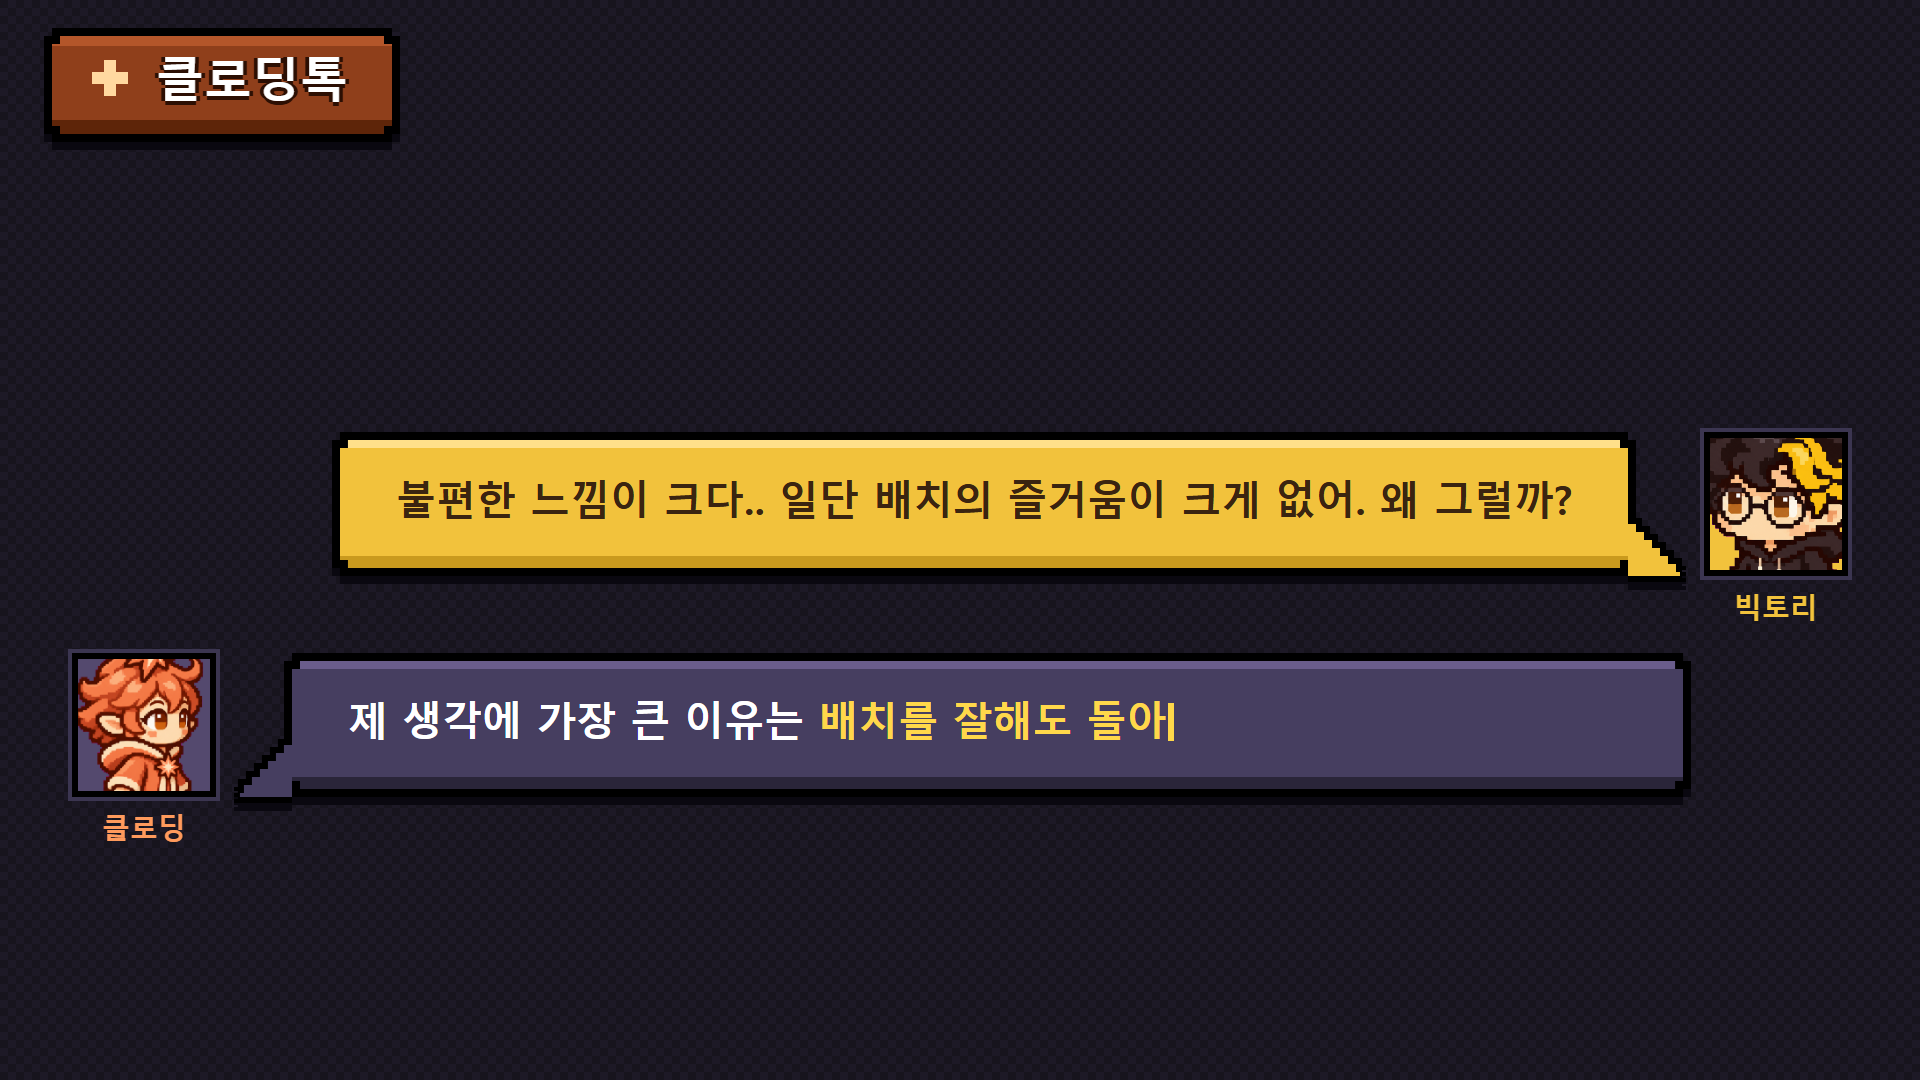 클로딩톡
불편한 느낌이 크다.. 일단 배치의 즐거움이 크게 없어. 왜 그럴까?
빅토리
제 생각에 가장 큰 이유는 배치를 잘해도 돌아
클로딩